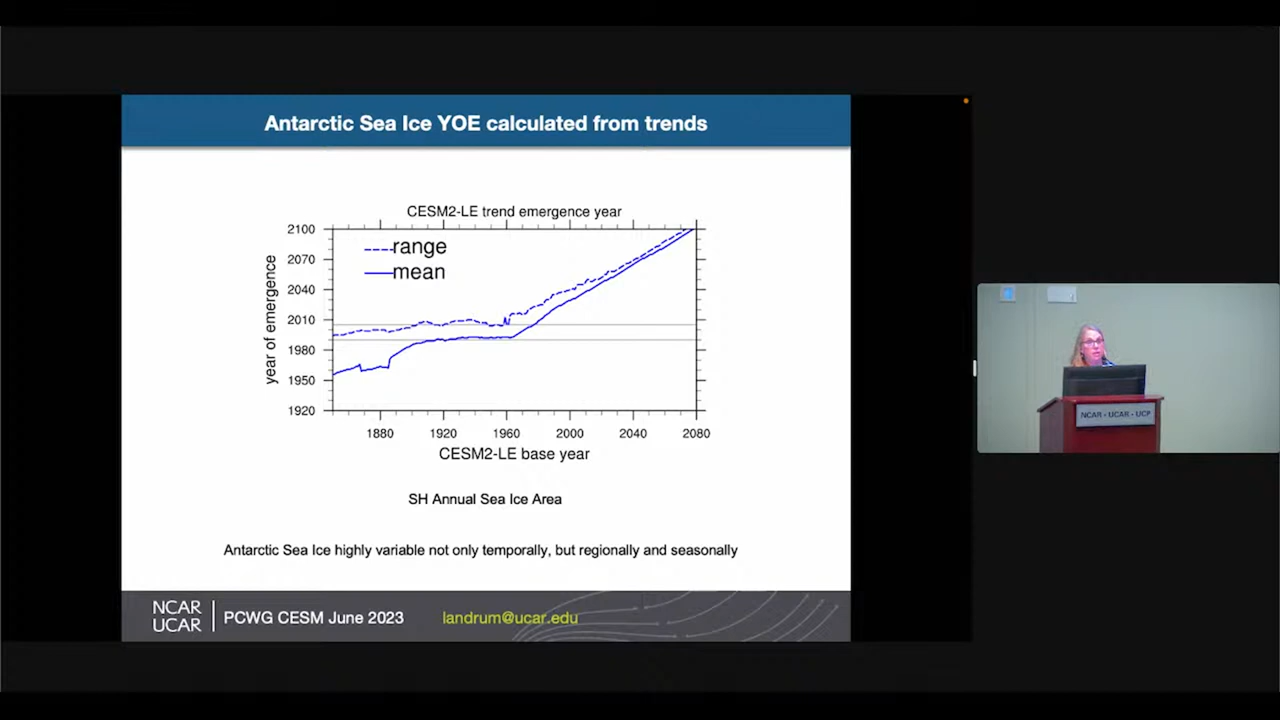 Antarctic Sea Ice YOE calculated from trends
CESM2-LE trend emergence year
range
mean
year of emergence
2100
2070
2040
2010
1980
1950
1920
1880
1920
1960
2000
2040
2080
CESM2-LE base year
SH Annual Sea Ice Area
Antarctic Sea Ice highly variable not only temporally, but regionally and seasonally
NCAR
UCAR
PCWG CESM June 2023
landrum@ucar.edu
NCAR • UCAR • UCP